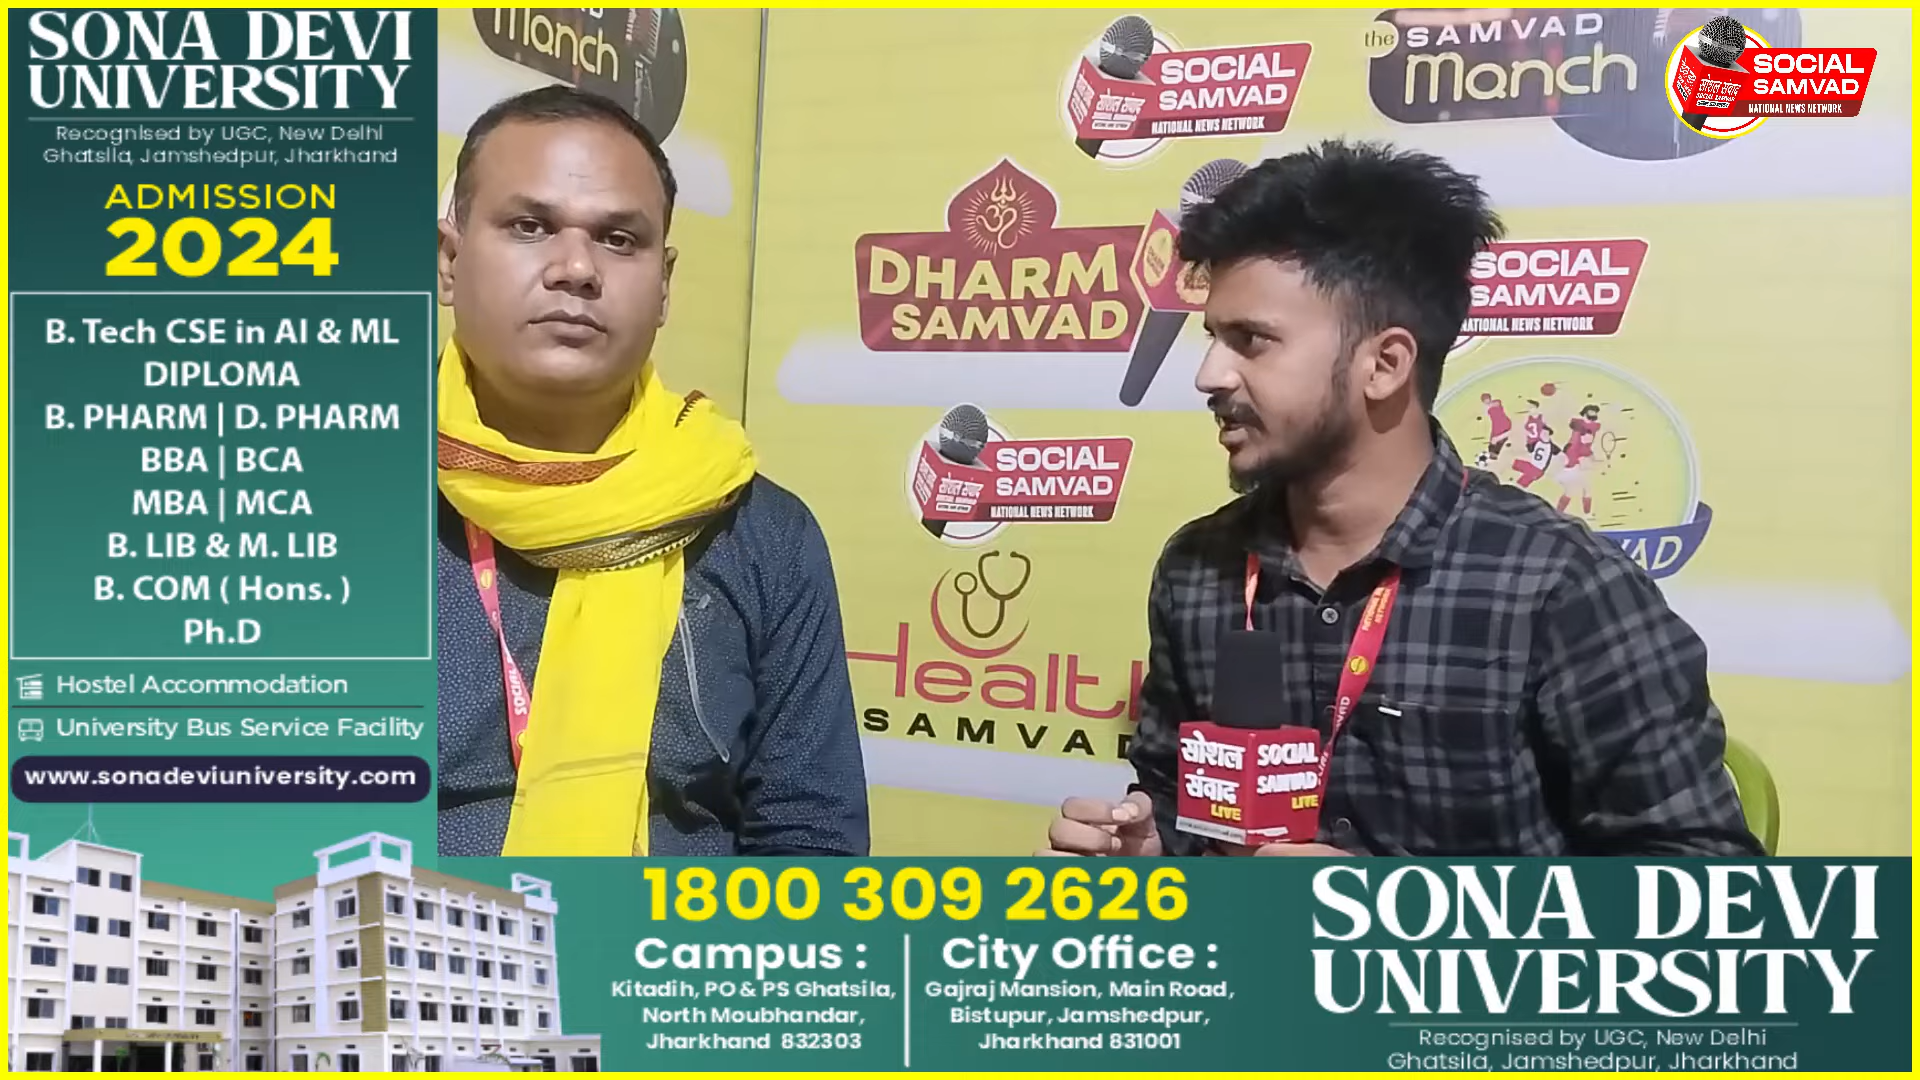 SONA DEVI
UNIVERSITY
Recognised by UGC, New Delhi
Ghatsila, Jamshedpur, Jharkhand
ADMISSION
2024
B. Tech CSE in AI & ML
DIPLOMA
B. PHARM | D. PHARM
BBA | BCA
MBA | MCA
B. LIB & M. LIB
B. COM ( Hons. )
Ph.D
Hostel Accommodation
University Bus Service Facility
www.sonadeviuniversity.com
manch
SOCIAL
SAMVAD
NATIONAL NEWS NETWORK
the SAMVAD
manch
SOCIAL
SAMVAD
NATIONAL NEWS NETWORK
DHARM
SAMVAD
SOCIAL
SAMVAD
NATIONAL NEWS NETWORK
सोशल संवाद
SOCIAL
SAMVAD
NATIONAL NEWS NETWORK
Health
SAMVAD
SOCIAL
सोशल
संवाद
LIVE
SOCIAL
SAMVAD
LIVE
1800 309 2626
Campus :
Kitadih, PO & PS Ghatsila,
North Moubhandar,
Jharkhand 832303
City Office :
Gajraj Mansion, Main Road,
Bistupur, Jamshedpur,
Jharkhand 831001
SONA DEVI
UNIVERSITY
Recognised by UGC, New Delhi
Ghatsila, Jamshedpur, Jharkhand